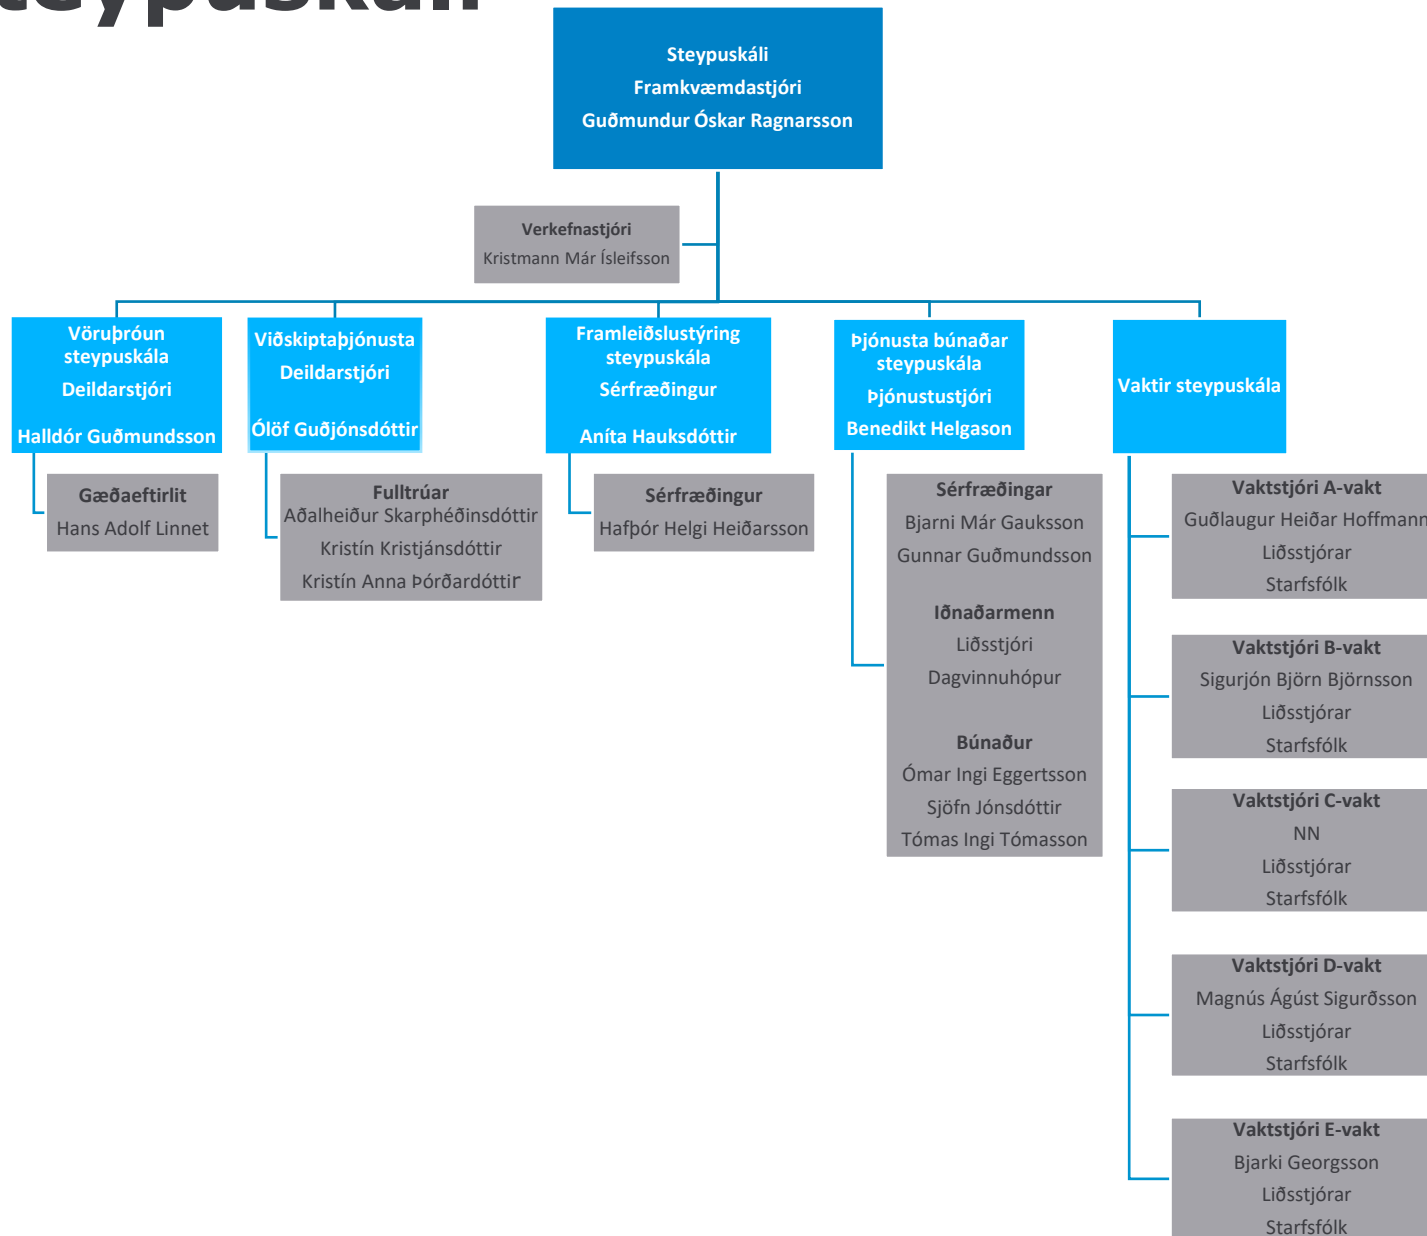 Steypuskáli
Steypuskáli
Framkvæmdastjóri
Guðmundur Óskar Ragnarsson
Verkefnastjóri
Kristmann Már Ísleifsson
Vöruþróun
steypuskála
Deildarstjóri
Halldór Guðmundsson
Gæðaeftirlit
Hans Adolf Linnet
Viðskiptaþjónusta
Deildarstjóri
Ólöf Guðjónsdóttir
Fulltrúar
Aðalheiður Skarphéðinsdóttir
Kristín Kristjánsdóttir
Kristín Anna Þórðardóttir
Framleiðslustýring
steypuskála
Sérfræðingur
Aníta Hauksdóttir
Sérfræðingur
Hafþór Helgi Heiðarsson
Þjónusta búnaðar
steypuskála
Þjónustustjóri
Benedikt Helgason
Sérfræðingar
Bjarni Már Gauksson
Gunnar Guðmundsson
Iðnaðarmenn
Liðsstjóri
Dagvinnuhópur
Búnaður
Ómar Ingi Eggertsson
Sjöfn Jónsdóttir
Tómas Ingi Tómasson
Vaktir steypuskála
Vaktstjóri A-vakt
Guðlaugur Heiðar Hoffmann
Liðsstjórar
Starfsfólk
Vaktstjóri B-vakt
Sigurjón Björn Björnsson
Liðsstjórar
Starfsfólk
Vaktstjóri C-vakt
NN
Liðsstjórar
Starfsfólk
Vaktstjóri D-vakt
Magnús Ágúst Sigurðsson
Liðsstjórar
Starfsfólk
Vaktstjóri E-vakt
Bjarki Georgsson
Liðsstjórar
Starfsfólk